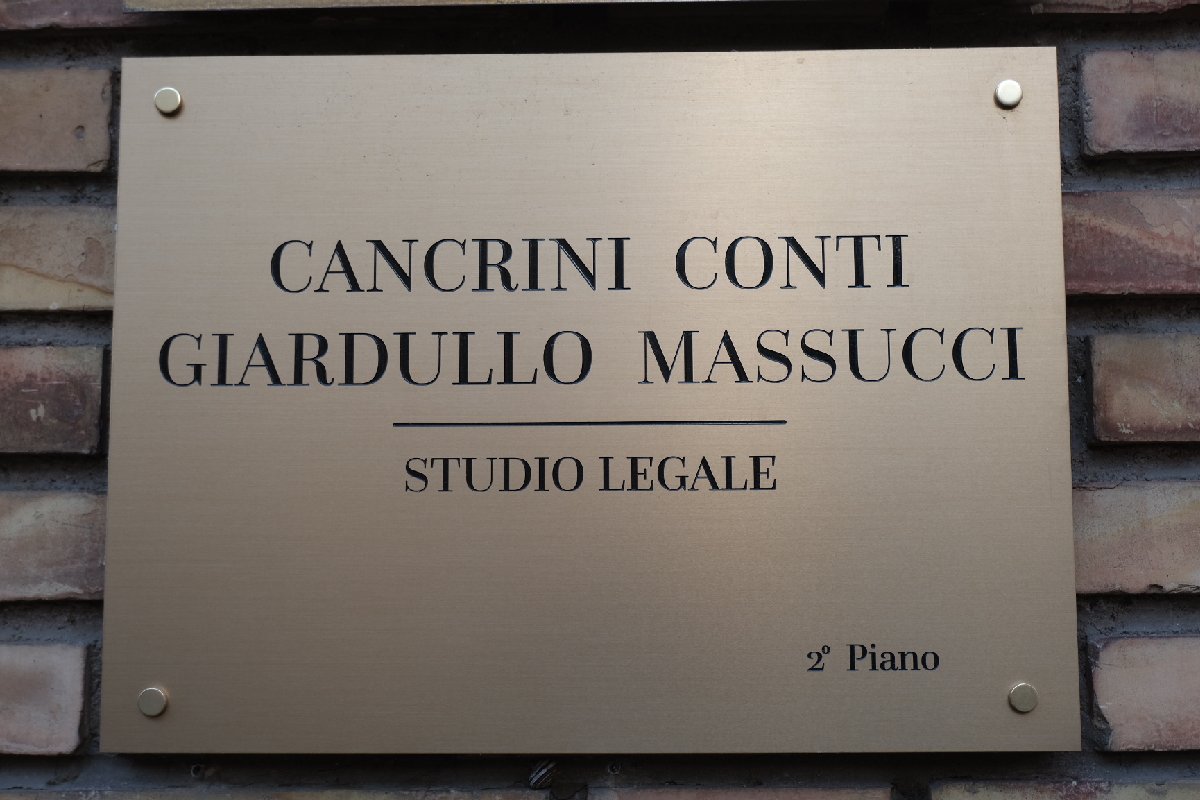 CANCRINI CONTI
GIARDULLO MASSUCCI
STUDIO LEGALE
2° Piano